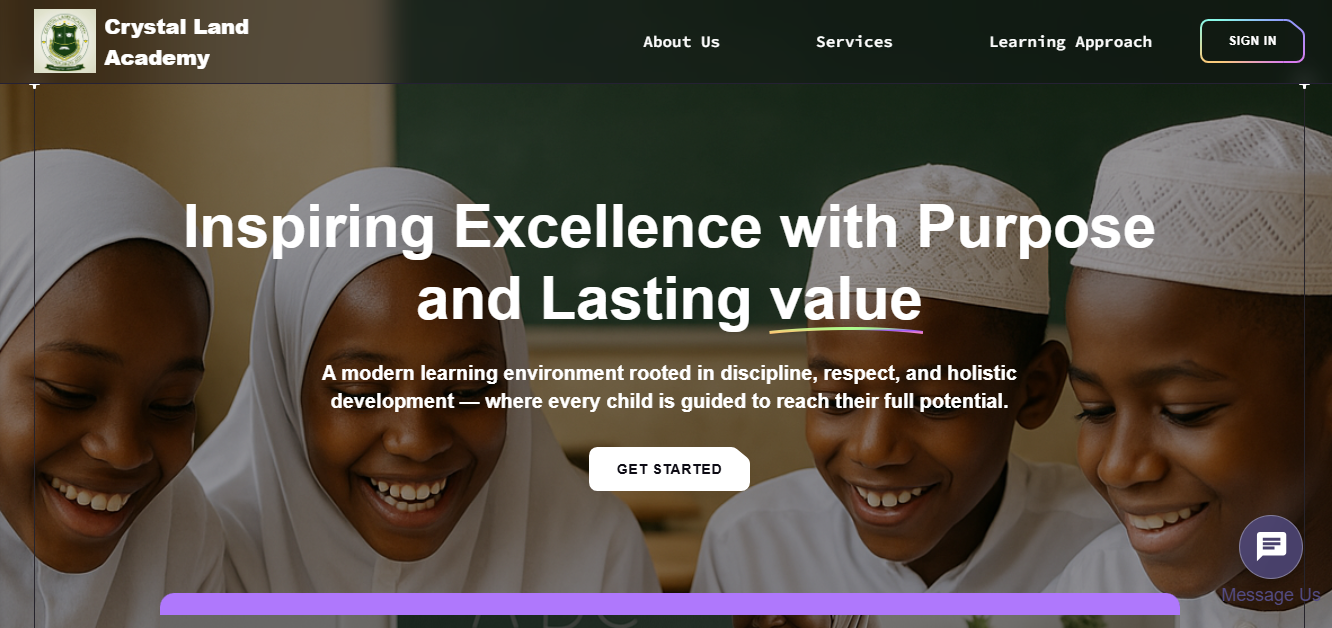 Crystal Land
Academy
About Us
Services
Learning Approach
SIGN IN
Inspiring Excellence with Purpose
and Lasting value
A modern learning environment rooted in discipline, respect, and holistic
development — where every child is guided to reach their full potential.
GET STARTED
Message Us
ABC